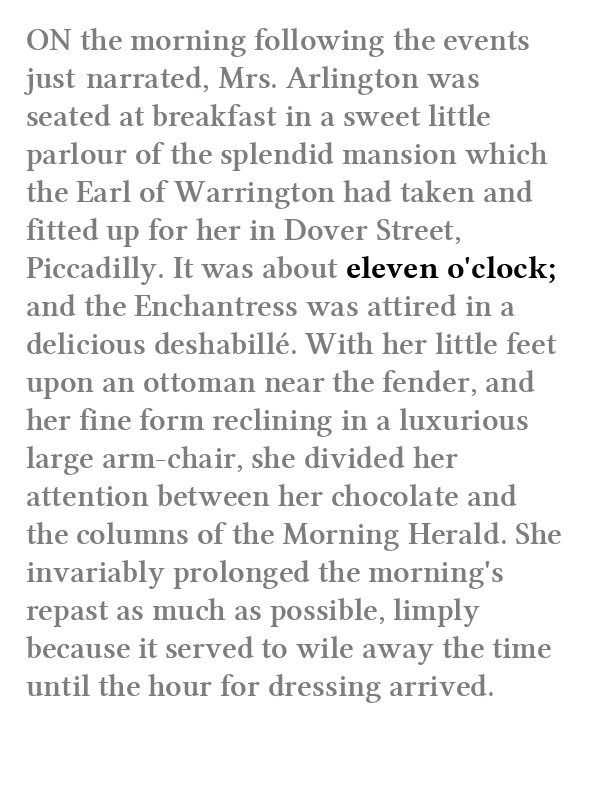 ON the morning following the events
just narrated, Mrs. Arlington was
seated at breakfast in a sweet little
parlour of the splendid mansion which
the Earl of Warrington had taken and
fitted up for her in Dover Street,
Piccadilly. It was about eleven o'clock;
and the Enchantress was attired in a
delicious deshabillé. With her little feet
upon an ottoman near the fender, and
her fine form reclining in a luxurious
large arm-chair, she divided her
attention between her chocolate and
the columns of the Morning Herald. She
invariably prolonged the morning's
repast as much as possible, limply
because it served to wile away the time
until the hour for dressing arrived.